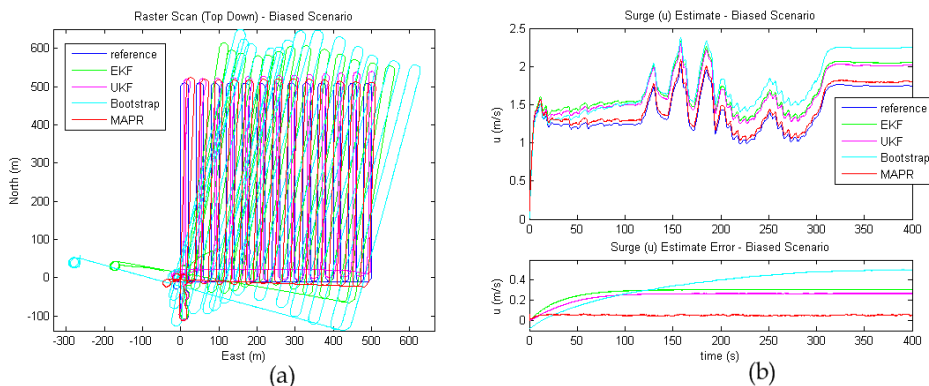 Raster Scan (Top Down) - Biased Scenario
reference
EKF
UKF
Bootstrap
MAPR
600
500
400
300
200
100
0
-100
North (m)
-300 -200 -100 0 100 200 300 400 500 600
East (m)
(a)
Surge (u) Estimate - Biased Scenario
2.5
2
1.5
1
0.5
0
u (m/s)
0 50 100 150 200 250 300 350 400
reference
EKF
UKF
Bootstrap
MAPR
Surge (u) Estimate Error - Biased Scenario
0.4
0.2
0
u (m/s)
0 50 100 150 200 250 300 350 400
time (s)
(b)